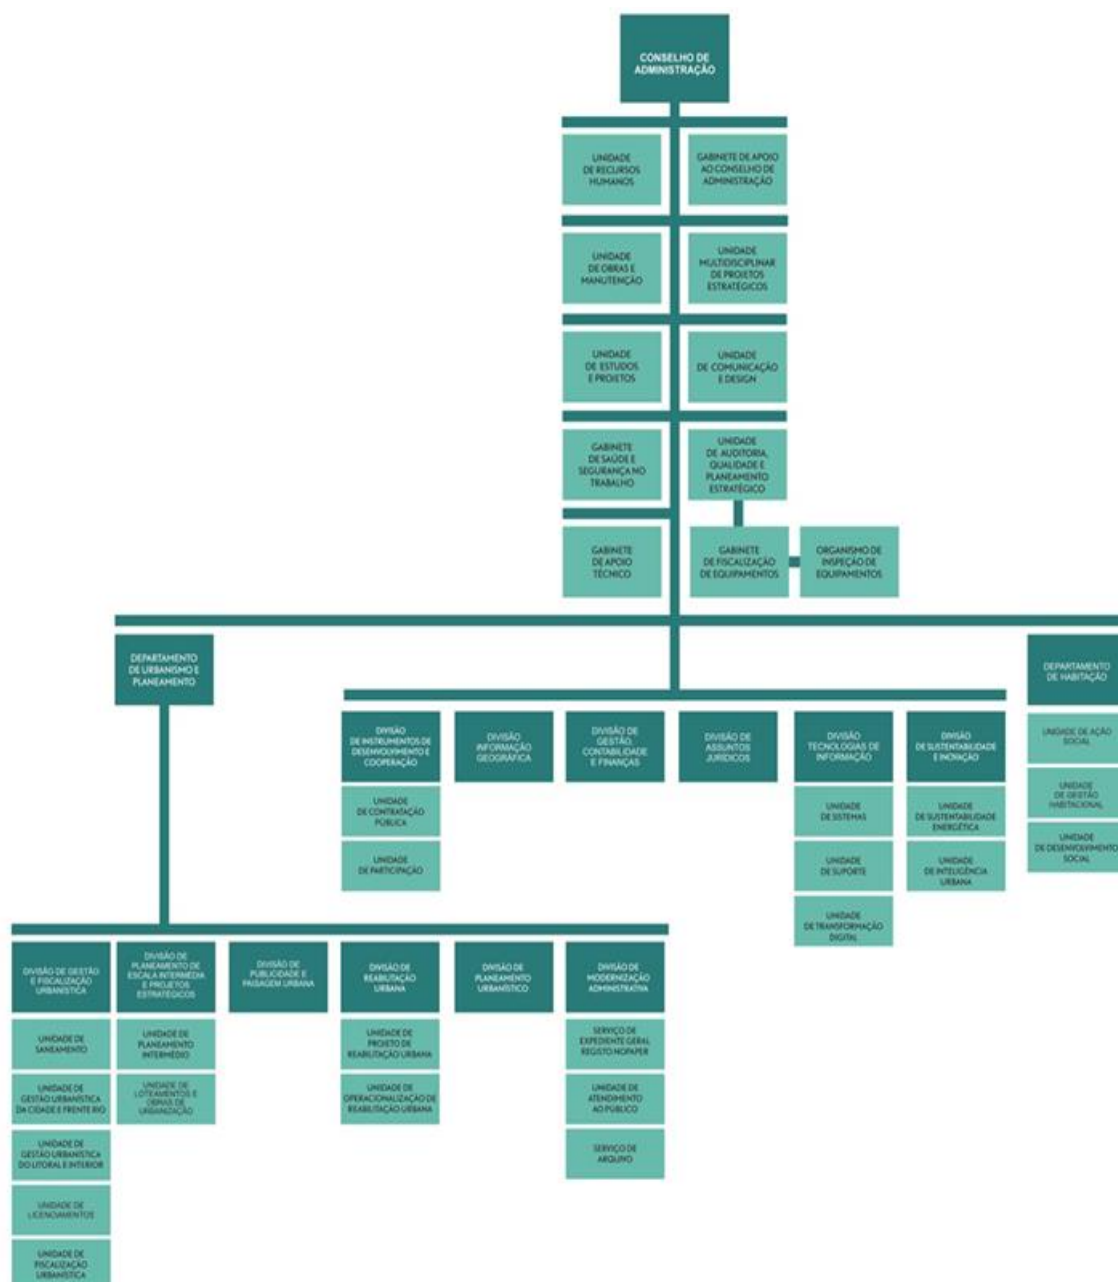 CONSELHO DE
ADMINISTRAÇÃO
UNIDADE
DE RECURSOS
HUMANOS
GABINETE DE APOIO
AO CONSELHO DE
ADMINISTRAÇÃO
UNIDADE
DE OBRAS E
MANUTENÇÃO
UNIDADE
MULTIDISCIPLINAR
DE PROJETOS
ESTRATÉGICOS
UNIDADE
DE ESTUDOS
E PROJETOS
UNIDADE
DE COMUNICAÇÃO
E DESIGN
GABINETE
DE SAÚDE E
SEGURANÇA NO
TRABALHO
UNIDADE
DE AUDITORIA,
QUALIDADE E
PLANEAMENTO
ESTRATÉGICO
GABINETE
DE APOIO
TÉCNICO
GABINETE
DE FISCALIZAÇÃO
DE EQUIPAMENTOS
ORGANISMO DE
INSPEÇÃO DE
EQUIPAMENTOS
DEPARTAMENTO
DE URBANISMO E
PLANEAMENTO
DEPARTAMENTO
DE HABITAÇÃO
UNIDADE DE AÇÃO
SOCIAL
UNIDADE
DE GESTÃO
HABITACIONAL
UNIDADE
DE DESENVOLVIMENTO
SOCIAL
DIVISÃO
DE INSTRUMENTOS DE
DESENVOLVIMENTO E
COOPERAÇÃO
UNIDADE
DE CONTRATAÇÃO
PÚBLICA
UNIDADE
DE PARTICIPAÇÃO
DIVISÃO
INFORMAÇÃO
GEOGRÁFICA
DIVISÃO DE
GESTÃO,
CONTABILIDADE
E FINANÇAS
DIVISÃO DE
ASSUNTOS
JURÍDICOS
DIVISÃO
TECNOLOGIAS DE
INFORMAÇÃO
UNIDADE
DE SISTEMAS
UNIDADE
DE SUPORTE
UNIDADE
DE TRANSFORMAÇÃO
DIGITAL
DIVISÃO
DE SUSTENTABILIDADE
E INOVAÇÃO
UNIDADE
DE SUSTENTABILIDADE
ENERGÉTICA
UNIDADE
DE INTELIGÊNCIA
URBANA
DIVISÃO DE GESTÃO
E FISCALIZAÇÃO
URBANÍSTICA
UNIDADE DE
SANEAMENTO
UNIDADE DE
GESTÃO URBANÍSTICA
DA CIDADE E FRENTE RIO
UNIDADE DE
GESTÃO URBANÍSTICA
DO LITORAL E INTERIOR
UNIDADE DE
LICENCIAMENTOS
UNIDADE DE
FISCALIZAÇÃO
URBANÍSTICA
DIVISÃO DE
PLANEAMENTO DE
ESCALA INTERMÉDIA
E PROJETOS
ESTRATÉGICOS
UNIDADE DE
PLANEAMENTO
INTERMÉDIO
UNIDADE DE
LOTEAMENTOS E
OBRAS DE
URBANIZAÇÃO
DIVISÃO DE
PUBLICIDADE E
PAISAGEM URBANA
DIVISÃO DE
REABILITAÇÃO
URBANA
UNIDADE DE
PROJETO DE
REABILITAÇÃO URBANA
UNIDADE DE
OPERACIONALIZAÇÃO DE
REABILITAÇÃO URBANA
DIVISÃO DE
PLANEAMENTO
URBANÍSTICO
DIVISÃO DE
MODERNIZAÇÃO
ADMINISTRATIVA
SERVIÇO DE
EXPEDIENTE GERAL
REGISTO NOPAPER
UNIDADE DE
ATENDIMENTO
AO PÚBLICO
SERVIÇO DE
ARQUIVO